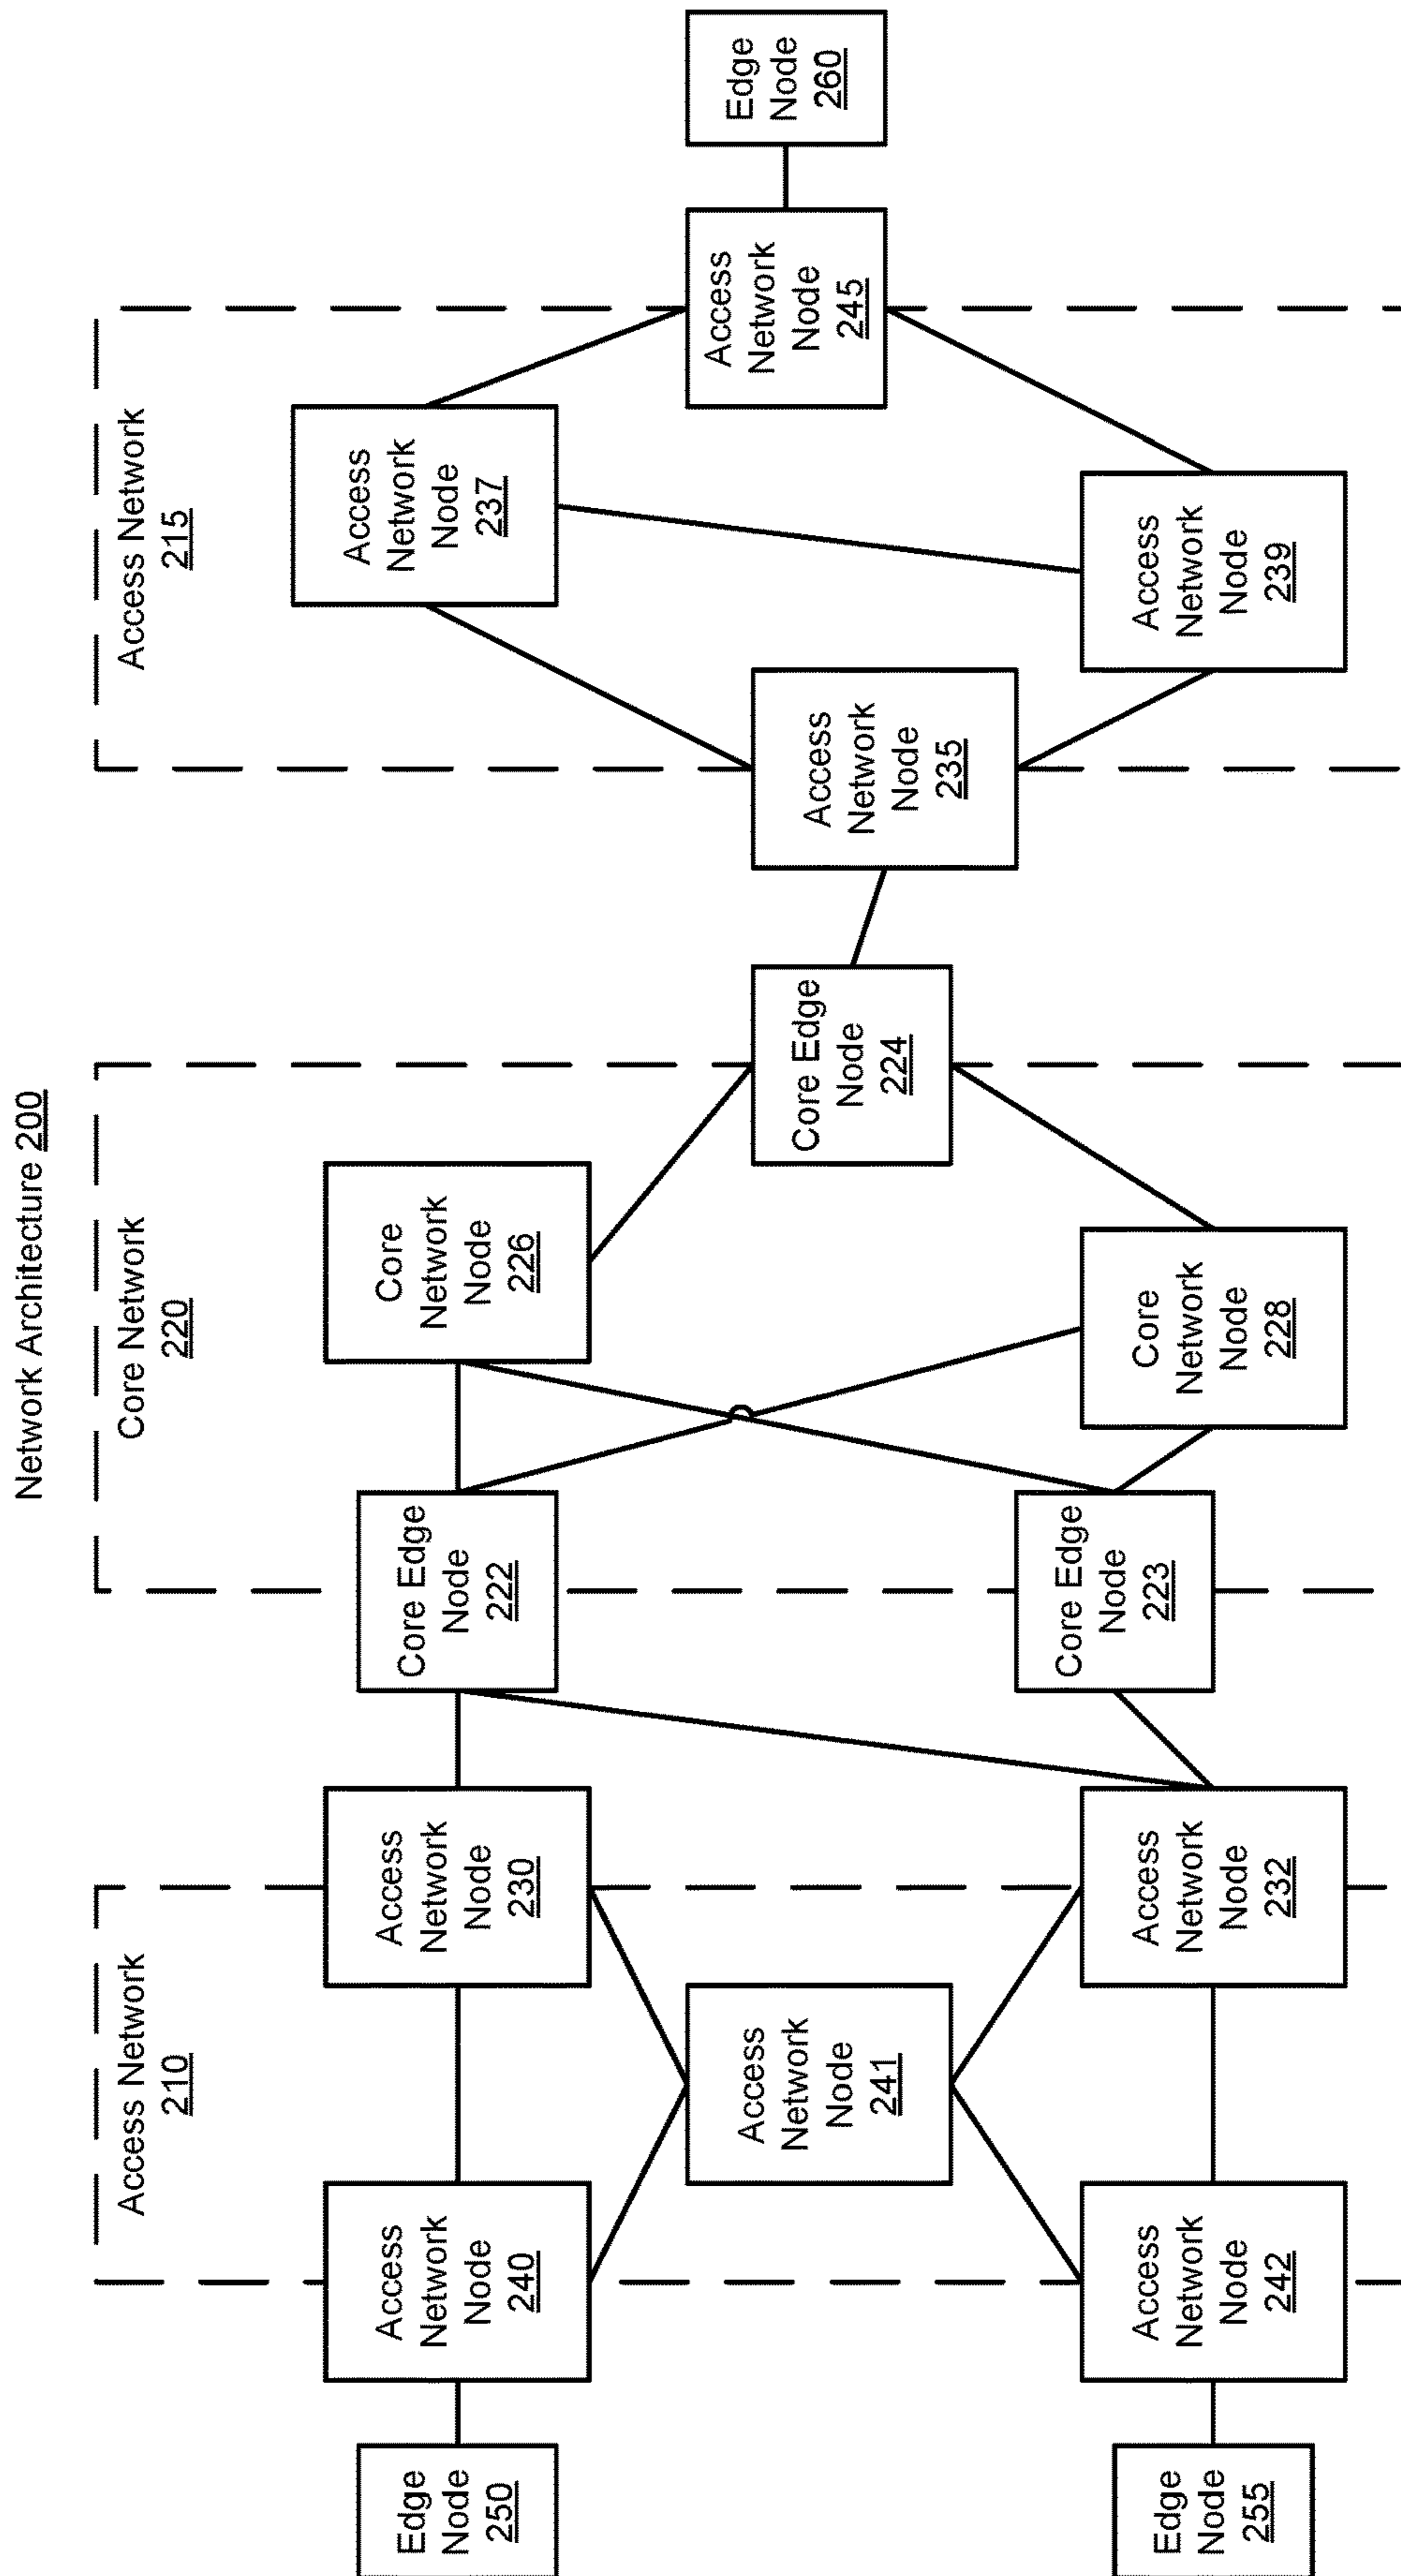 Network Architecture 200
Access Network
210
Core Network
220
Access Network
215
Edge
Node
250
Access
Network
Node
240
Access
Network
Node
230
Core Edge
Node
222
Core
Network
Node
226
Access
Network
Node
237
Access
Network
Node
241
Core Edge
Node
224
Access
Network
Node
235
Access
Network
Node
245
Edge
Node
260
Edge
Node
255
Access
Network
Node
242
Access
Network
Node
232
Core Edge
Node
223
Core
Network
Node
228
Access
Network
Node
239